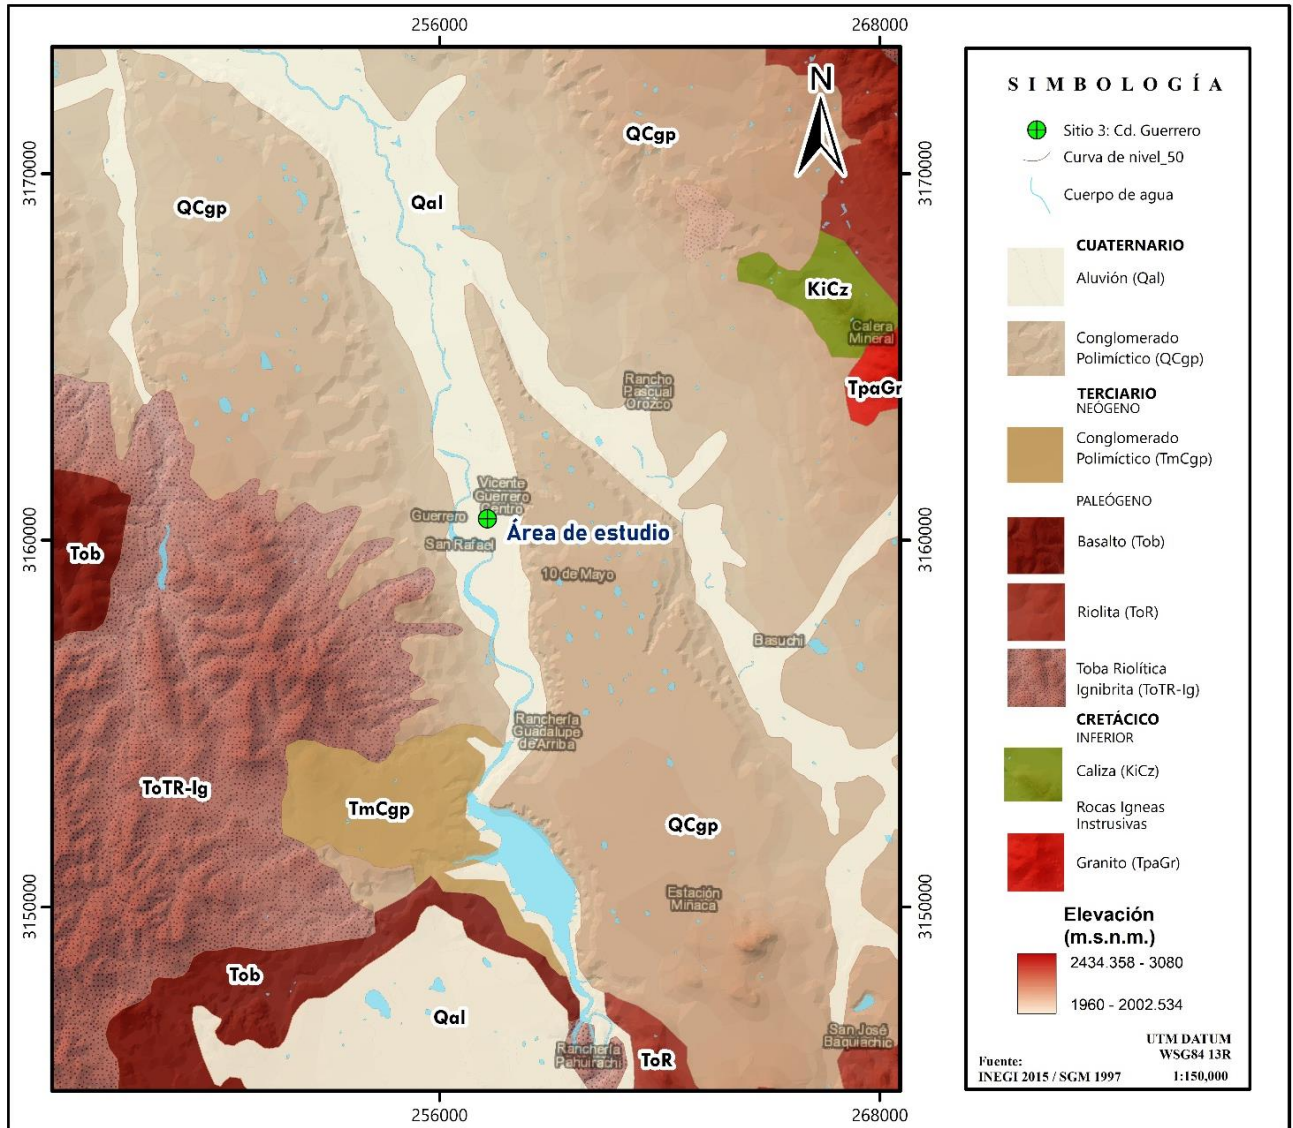 256000
268000
N
QCgp
3170000
3170000
QCgp
Qal
KiCz
Calera
Mineral
Rancho
Pascual
Orozco
TpaGr
Vicente
Guerrero
Centro
Guerrero
Área de estudio
San Rafael
3160000
3160000
Tob
10 de Mayo
Basuchi
Ranchería
Guadalupe
de Arriba
ToTR-Ig
TmCgp
QCgp
Estación
Miñaca
3150000
3150000
Tob
Qal
San José
Baquiachic
Ranchería
Pahuirachi
ToR
256000
268000
SIMBOLOGÍA
Sitio 3: Cd. Guerrero
Curva de nivel_50
Cuerpo de agua
CUATERNARIO
Aluvión (Qal)
Conglomerado
Polimíctico (QCgp)
TERCIARIO
NEÓGENO
Conglomerado
Polimíctico (TmCgp)
PALEÓGENO
Basalto (Tob)
Riolita (ToR)
Toba Riolítica
Ignibrita (ToTR-Ig)
CRETÁCICO
INFERIOR
Caliza (KiCz)
Rocas Igneas
Instrusivas
Granito (TpaGr)
Elevación
(m.s.n.m.)
2434.358 - 3080
1960 - 2002.534
UTM DATUM
WSG84 13R
Fuente:
INEGI 2015 / SGM 1997
1:150,000